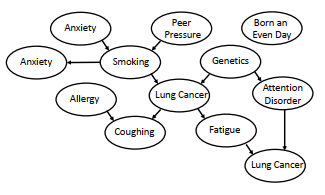 Anxiety
Peer
Pressure
Born an
Even Day
Anxiety
Smoking
Genetics
Allergy
Lung Cancer
Attention
Disorder
Coughing
Fatigue
Lung Cancer